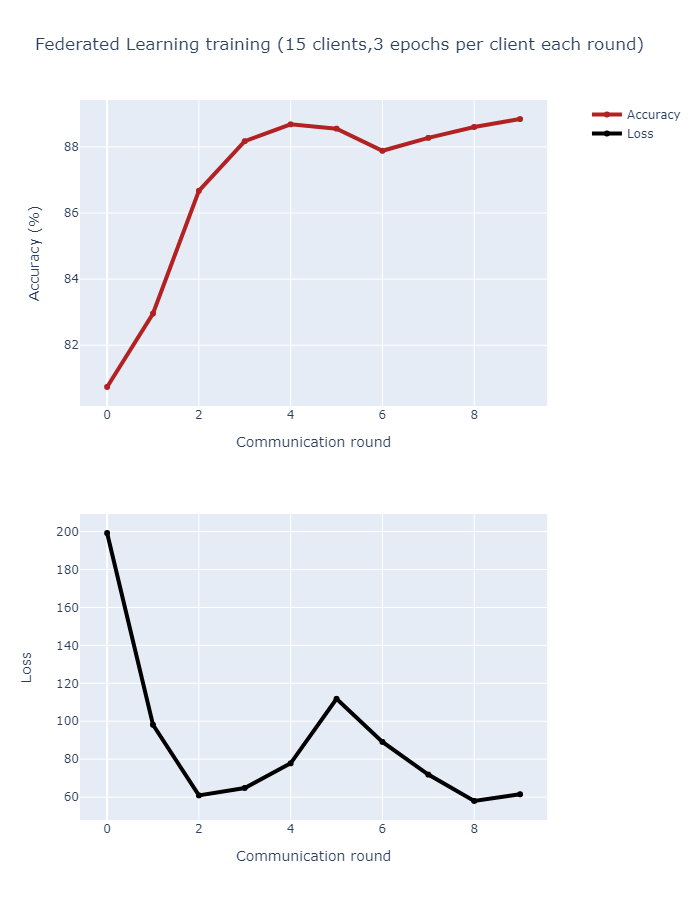 Federated Learning training (15 clients,3 epochs per client each round)
Accuracy
Loss
Accuracy (%)
88
86
84
82
0 2 4 6 8
Communication round
Loss
200
180
160
140
120
100
80
60
0 2 4 6 8
Communication round